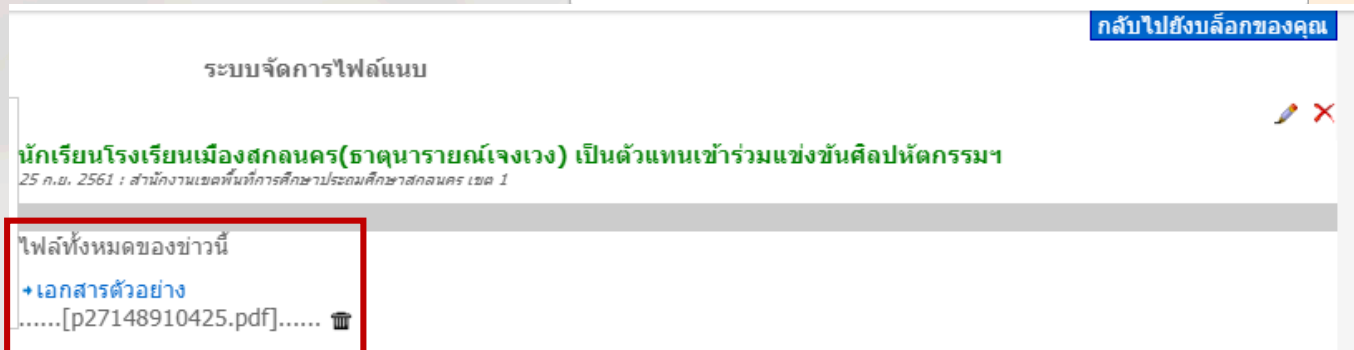 กลับไปยังบล็อกของคุณ
ระบบจัดการไฟล์แนบ
นักเรียนโรงเรียนเมืองสกลนคร(ธาตุนารายณ์เจงเวง) เป็นตัวแทนเข้าร่วมแข่งขันศิลปหัตกรรมฯ
25 ก.ย. 2561 : สำนักงานเขตพื้นที่การศึกษาประถมศึกษาสกลนคร เขต 1
ไฟล์ทั้งหมดของข่าวนี้
เอกสารตัวอย่าง
......[p27148910425.pdf]......